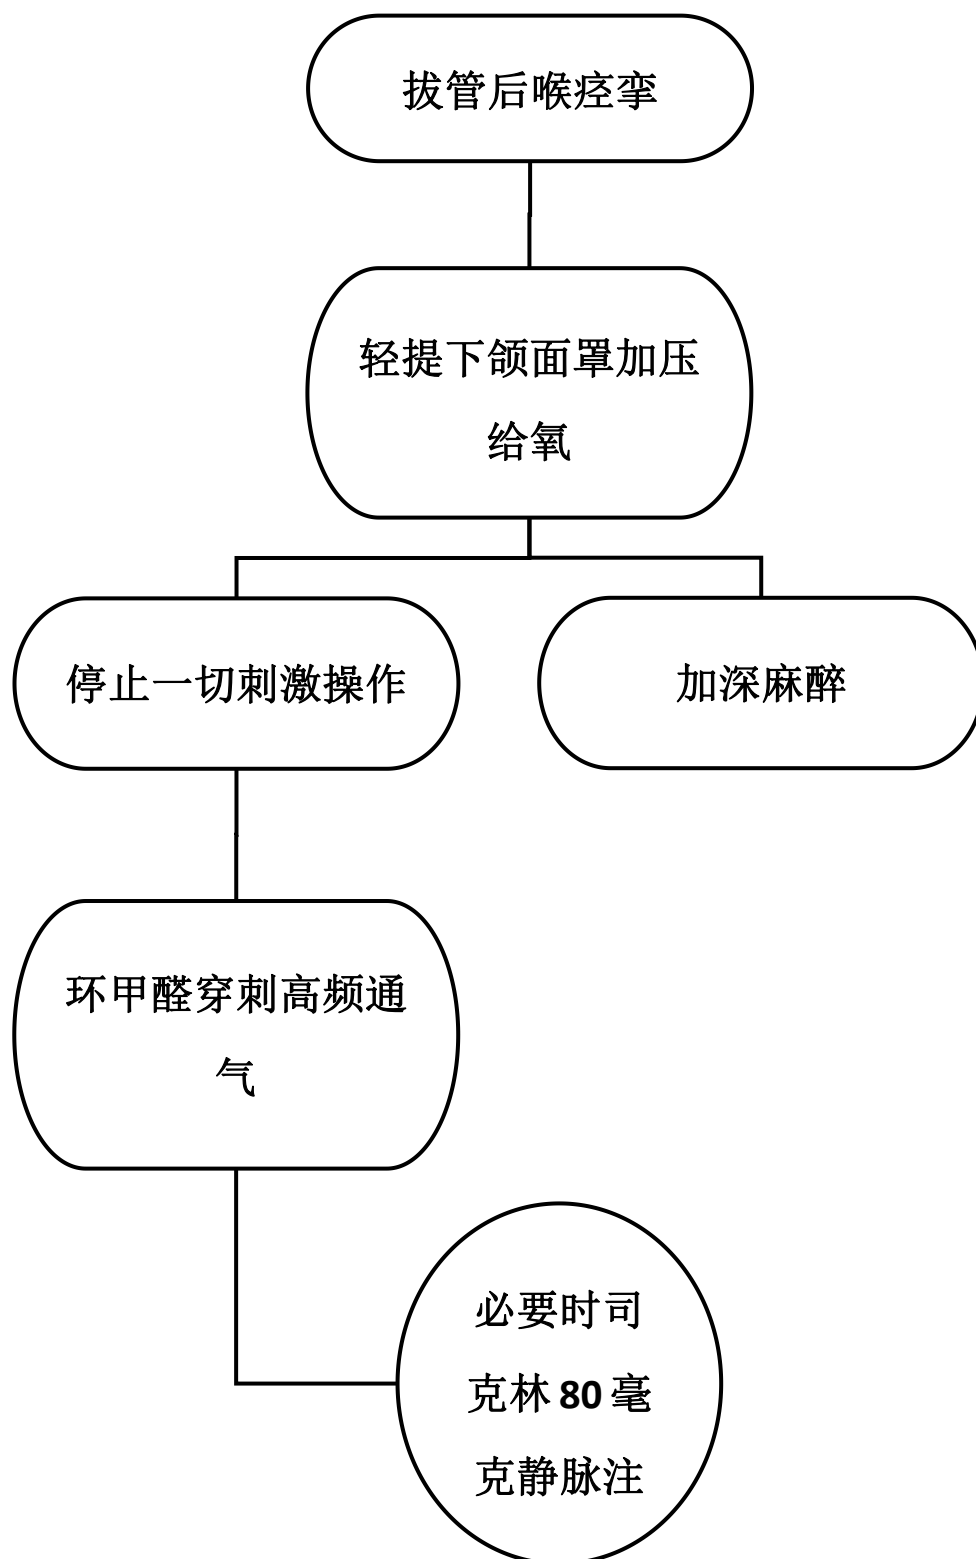 拔管后喉痉挛
轻提下颌面罩加压
给氧
停止一切刺激操作
加深麻醉
环甲醛穿刺高频通
气
必要时司
克林 80 毫
克静脉注